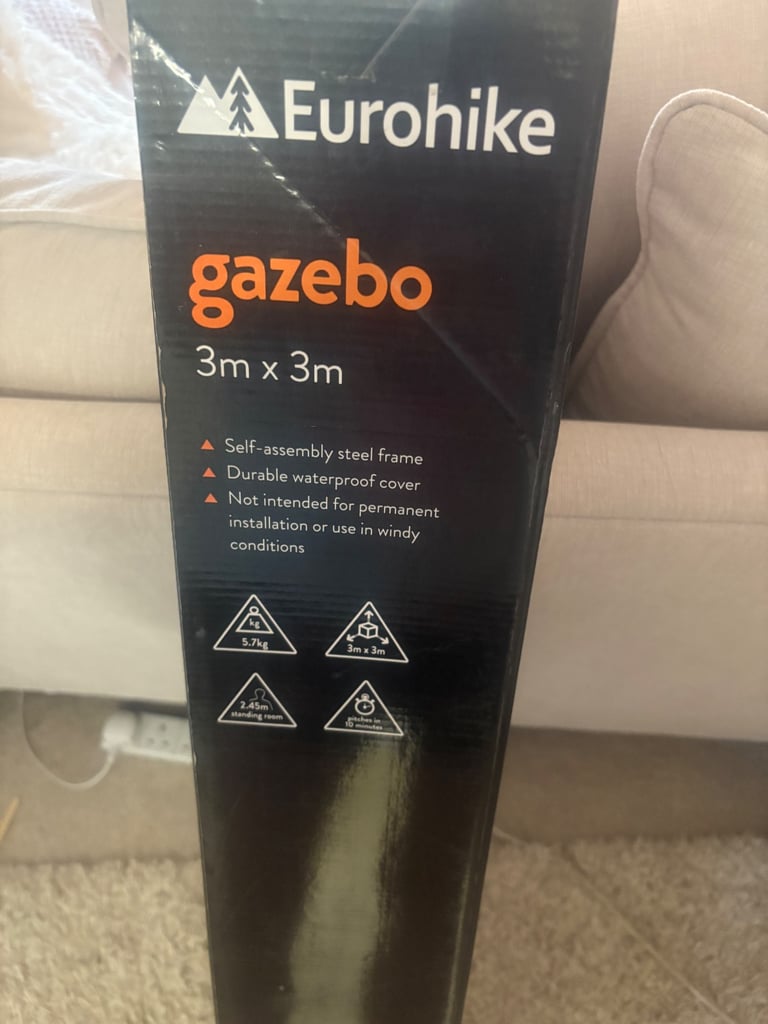 Eurohike
gazebo
3m x 3m
Self-assembly steel frame
Durable waterproof cover
Not intended for permanent
installation or use in windy
conditions
kg
5.7kg
3m x 3m
2.45m
standing room
pitches in
10 minutes